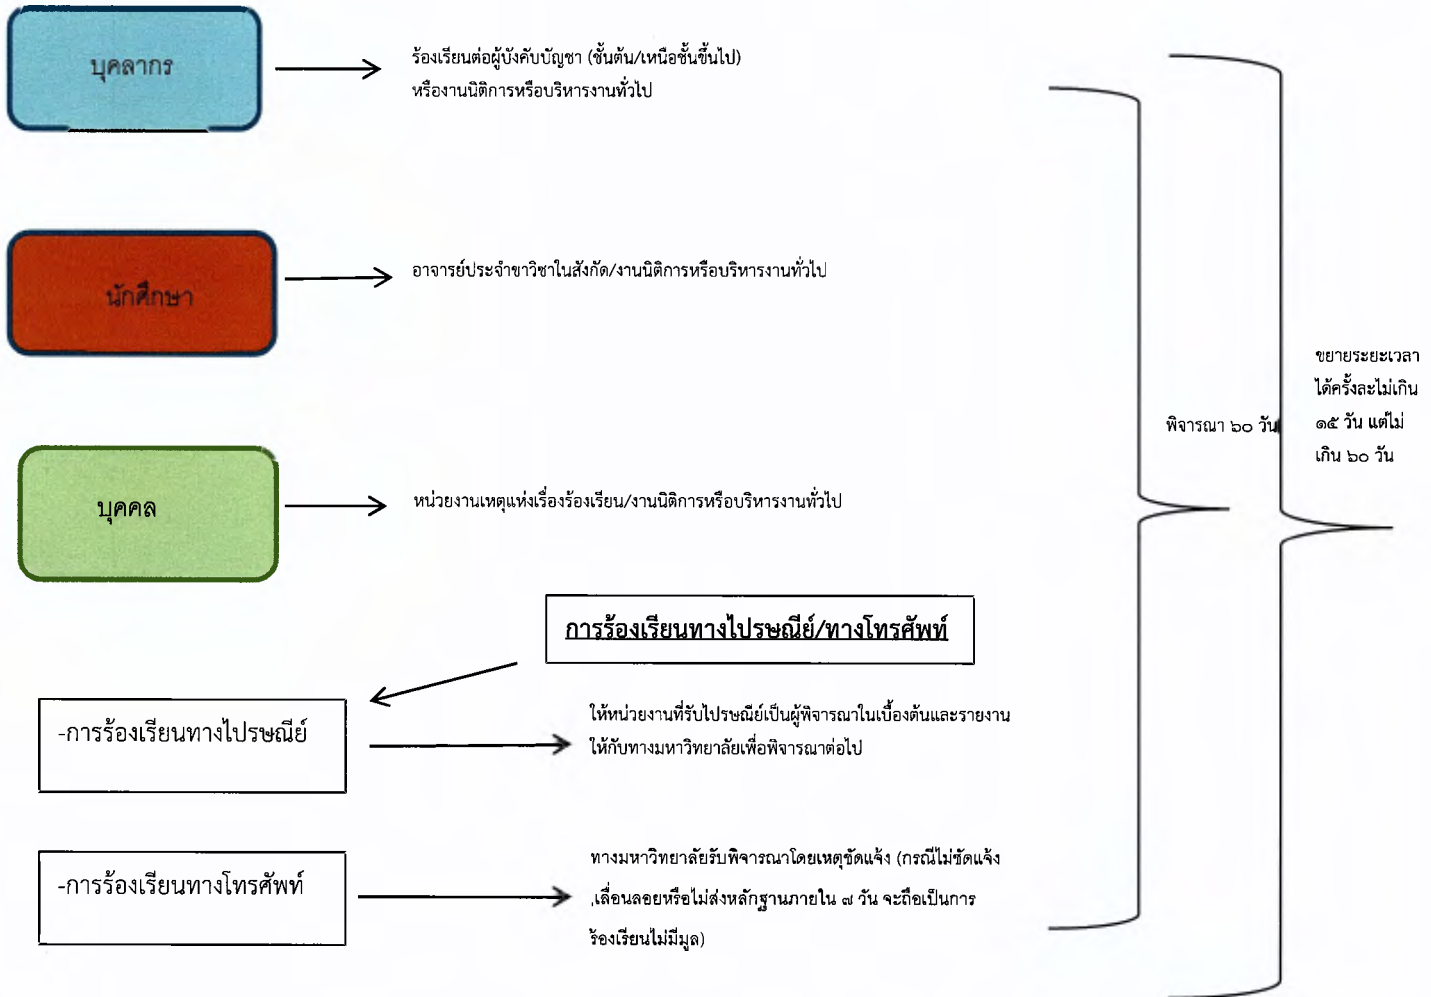 บุคลากร
ร้องเรียนต่อผู้บังคับบัญชา (ชั้นต้น/เหนือชั้นขึ้นไป)
หรืองานนิติการหรือบริหารงานทั่วไป
นักศึกษา
อาจารย์ประจำขาวิชาในสังกัด/งานนิติการหรือบริหารงานทั่วไป
ขยายระยะเวลา
ได้ครั้งละไม่เกิน
๑๕ วัน แต่ไม่
เกิน ๖๐ วัน
พิจารณา ๖๐ วัน
บุคคล
หน่วยงานเหตุแห่งเรื่องร้องเรียน/งานนิติการหรือบริหารงานทั่วไป
การร้องเรียนทางไปรษณีย์/ทางโทรศัพท์
-การร้องเรียนทางไปรษณีย์
ให้หน่วยงานที่รับไปรษณีย์เป็นผู้พิจารณาในเบื้องต้นและรายงาน
ให้กับทางมหาวิทยาลัยเพื่อพิจารณาต่อไป
-การร้องเรียนทางโทรศัพท์
ทางมหาวิทยาลัยรับพิจารณาโดยเหตุชัดแจ้ง (กรณีไม่ชัดแจ้ง
,เลื่อนลอยหรือไม่ส่งหลักฐานภายใน ๗ วัน จะถือเป็นการ
ร้องเรียนไม่มีมูล)